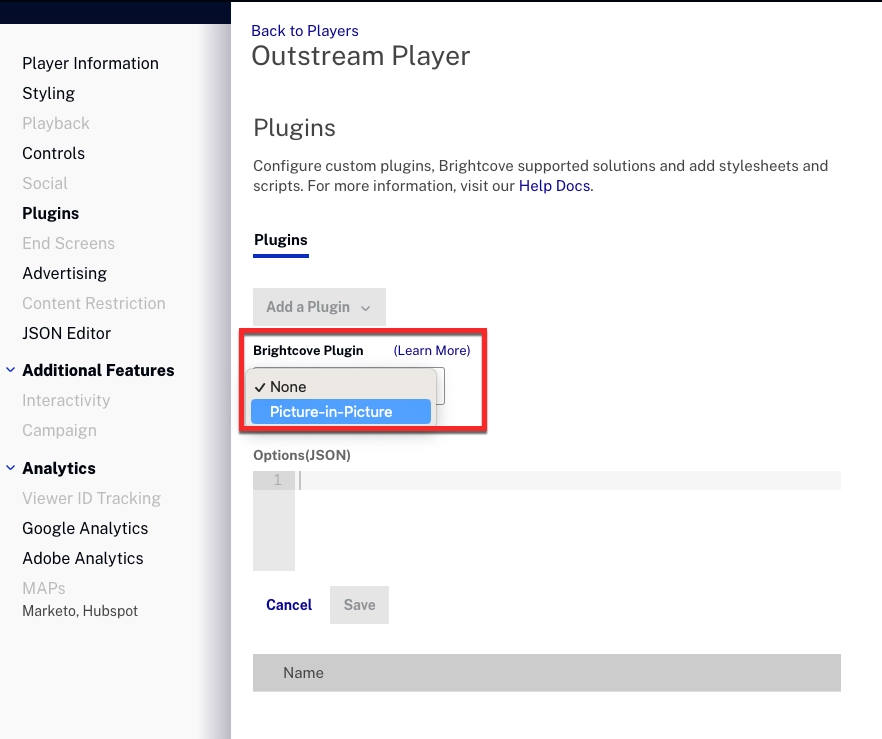 Back to Players
Outstream Player
Player Information
Styling
Playback
Controls
Social
Plugins
End Screens
Advertising
Content Restriction
JSON Editor
Additional Features
Interactivity
Campaign
Analytics
Viewer ID Tracking
Google Analytics
Adobe Analytics
MAPs
Marketo, Hubspot
Plugins
Configure custom plugins, Brightcove supported solutions and add stylesheets and
scripts. For more information, visit our Help Docs.
Plugins
Add a Plugin
Brightcove Plugin (Learn More)
✓ None
Picture-in-Picture
Options(JSON)
1
Cancel Save
Name